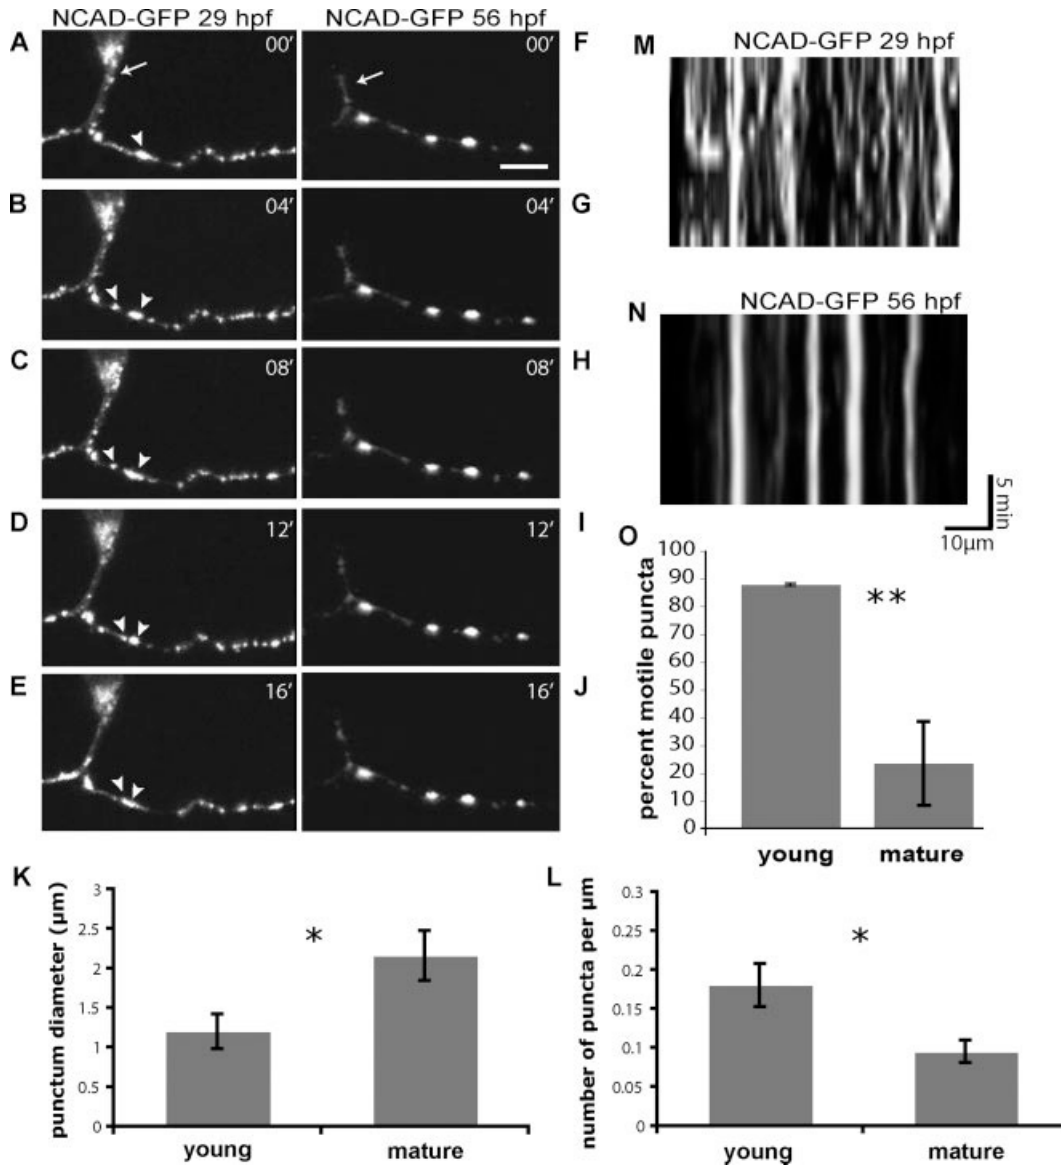 NCAD-GFP 29 hpf
NCAD-GFP 56 hpf
A
00′
00′
F
B
04′
04′
G
C
08′
08′
H
D
12′
12′
I
E
16′
16′
J
M
NCAD-GFP 29 hpf
N
NCAD-GFP 56 hpf
5 min
10µm
O
percent motile puncta
100
90
80
70
60
90
50
40
30
20
10
0
**
young
mature
K
punctum diameter (µm)
3
2.5
2
1.5
1
0.5
0
*
young
mature
L
number of puncta per µm
0.3
0.25
0.2
0.15
0.1
0.05
0
*
young
mature